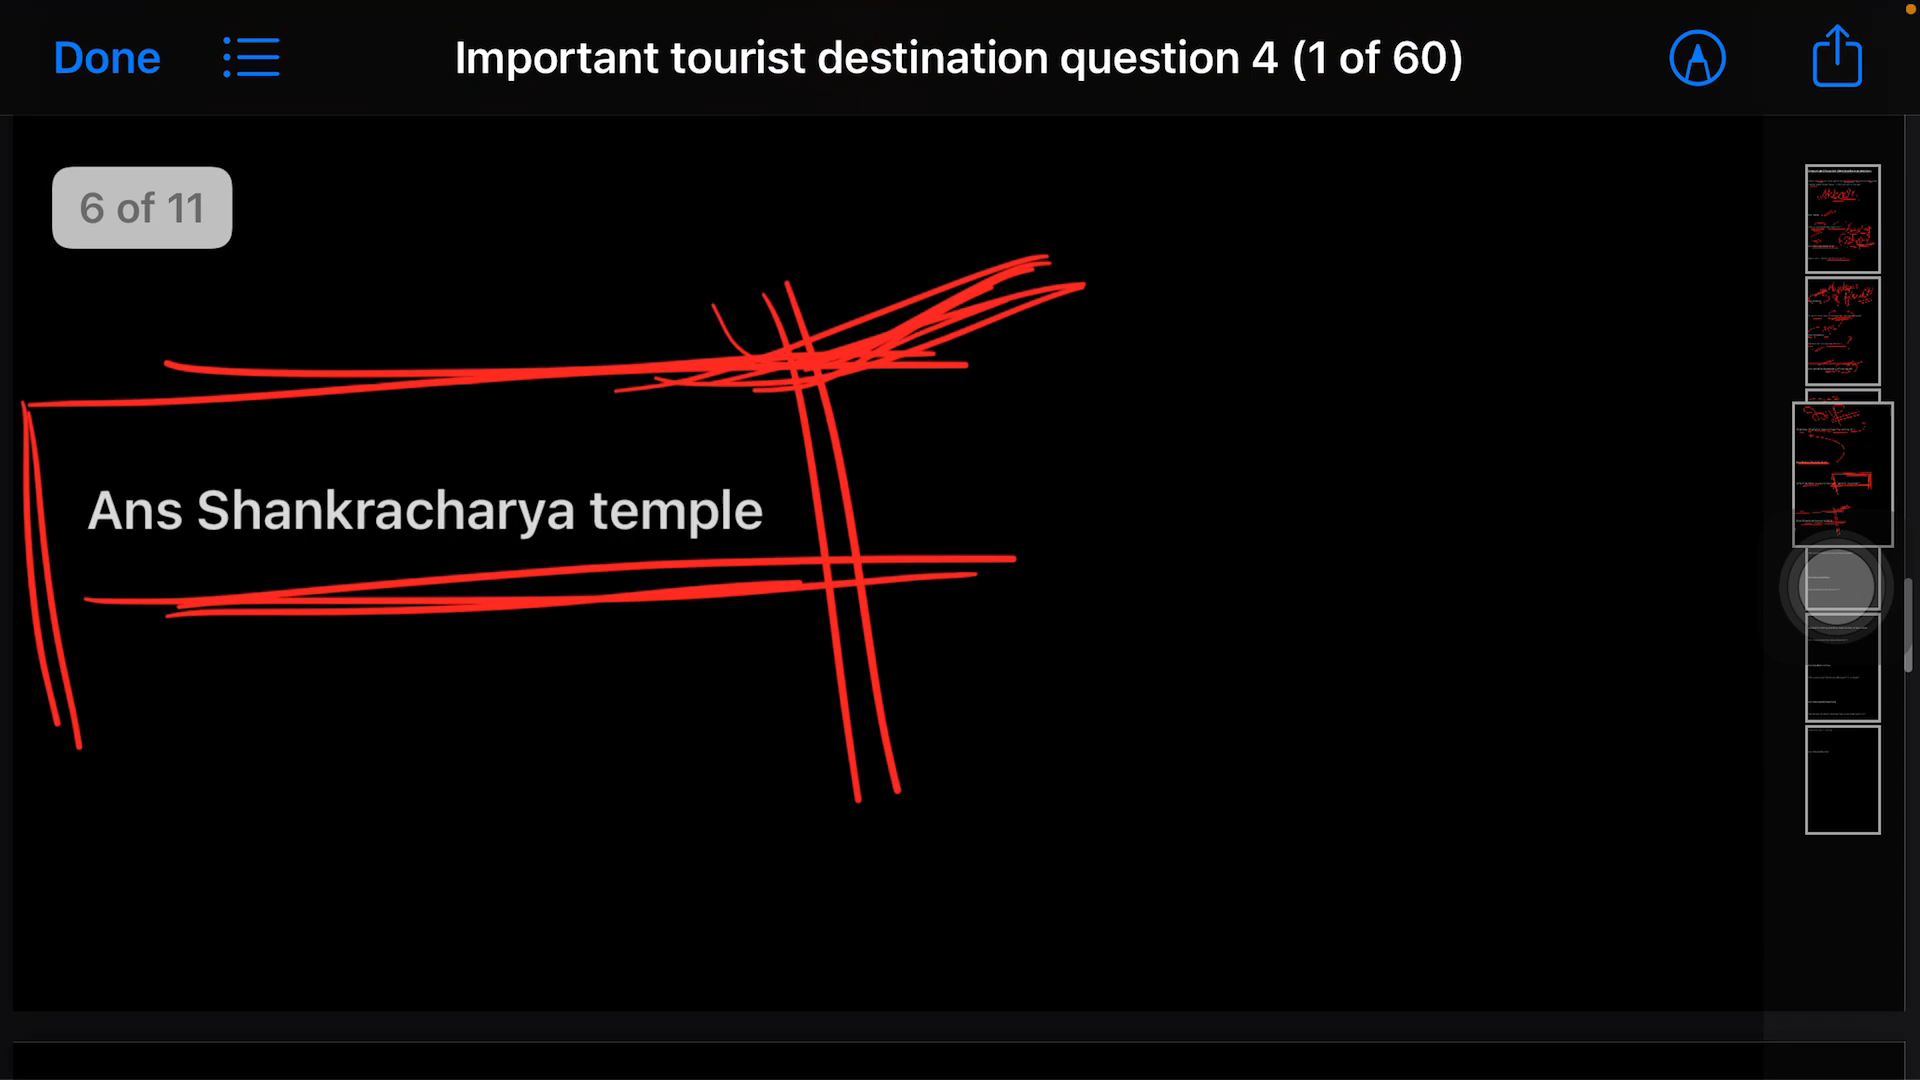 Done
Important tourist destination question 4 (1 of 60)
6 of 11
Ans Shankracharya temple